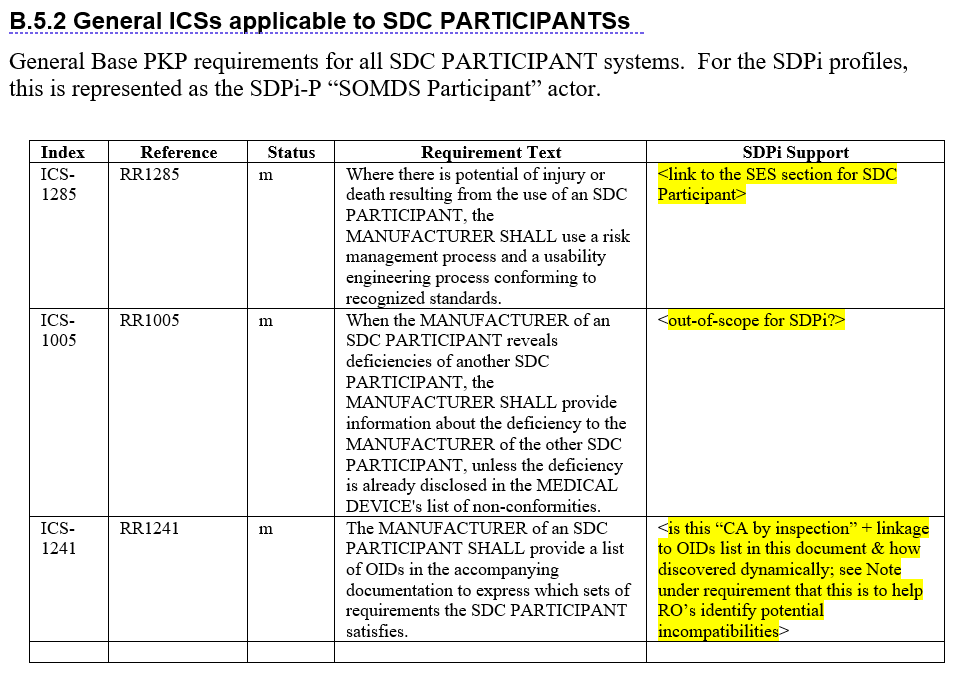 B.5.2 General ICSs applicable to SDC PARTICIPANTSs
General Base PKP requirements for all SDC PARTICIPANT systems.  For the SDPi profiles,
this is represented as the SDPi-P “SOMDS Participant” actor.
Index Reference Status Requirement Text SDPi Support
ICS-
1285
RR1285
m
Where there is potential of injury or
death resulting from the use of an SDC
PARTICIPANT, the
MANUFACTURER SHALL use a risk
management process and a usability
engineering process conforming to
recognized standards.
<link to the SES section for SDC
Participant>
ICS-
1005
RR1005
m
When the MANUFACTURER of an
SDC PARTICIPANT reveals
deficiencies of another SDC
PARTICIPANT, the
MANUFACTURER SHALL provide
information about the deficiency to the
MANUFACTURER of the other SDC
PARTICIPANT, unless the deficiency
is already disclosed in the MEDICAL
DEVICE's list of non-conformities.
<out-of-scope for SDPi?>
ICS-
1241
RR1241
m
The MANUFACTURER of an SDC
PARTICIPANT SHALL provide a list
of OIDs in the accompanying
documentation to express which sets of
requirements the SDC PARTICIPANT
satisfies.
<is this “CA by inspection” + linkage
to OIDs list in this document & how
discovered dynamically; see Note
under requirement that this is to help
RO’s identify potential
incompatibilities>